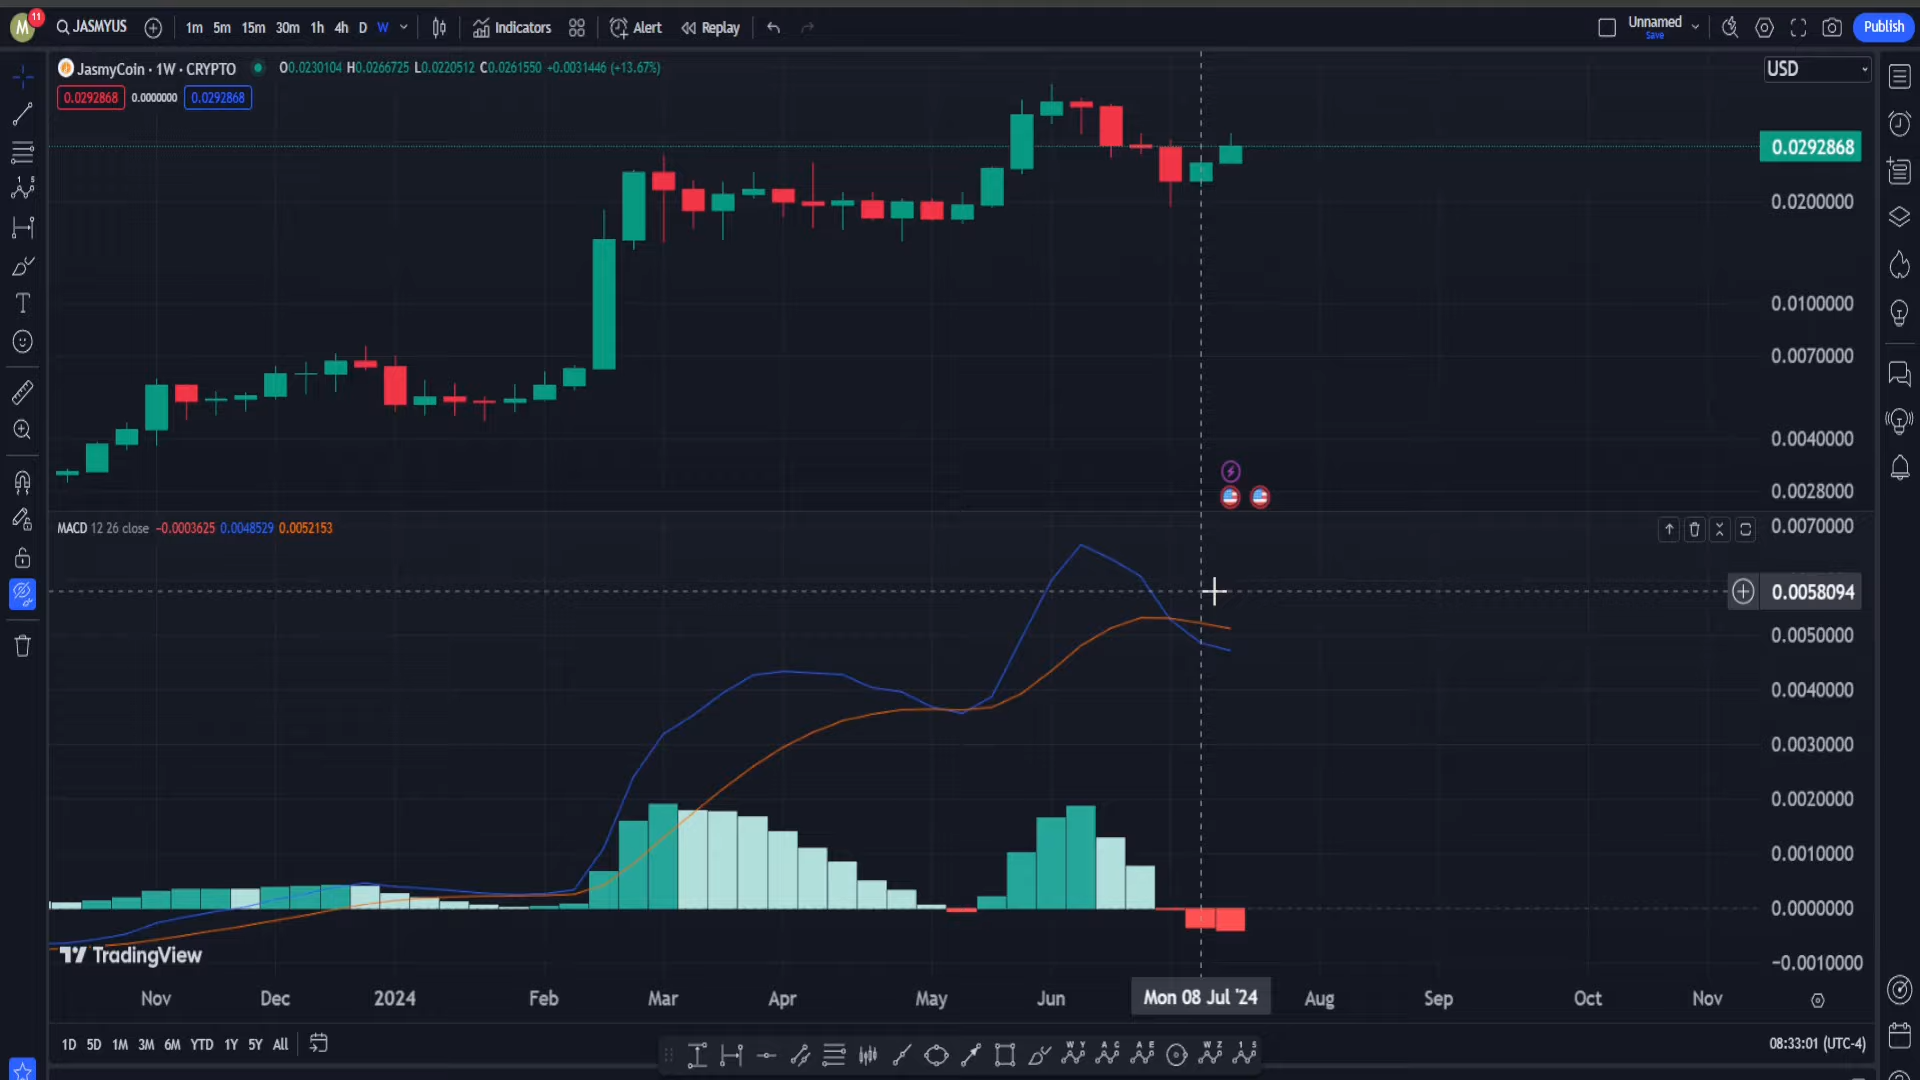 M 11 JASMYUS 1m 5m 15m 30m 1h 4h D W Indicators Alert Replay Unnamed Save Publish
JasmyCoin · 1W · CRYPTO O0.0230104 H0.0266725 L0.0220512 C0.0261550 +0.0031446 (+13.67%) USD
0.0292868 0.0000000 0.0292868
0.0292868
0.0200000
0.0100000
0.0070000
0.0040000
0.0028000
MACD 12 26 close −0.0003625 0.0048529 0.0052153 0.0070000
0.0058094
0.0050000
0.0040000
0.0030000
0.0020000
0.0010000
0.0000000
TradingView
−0.0010000
Nov Dec 2024 Feb Mar Apr May Jun Mon 08 Jul '24 Aug Sep Oct Nov
1D 5D 1M 3M 6M YTD 1Y 5Y All 08:33:01 (UTC-4)